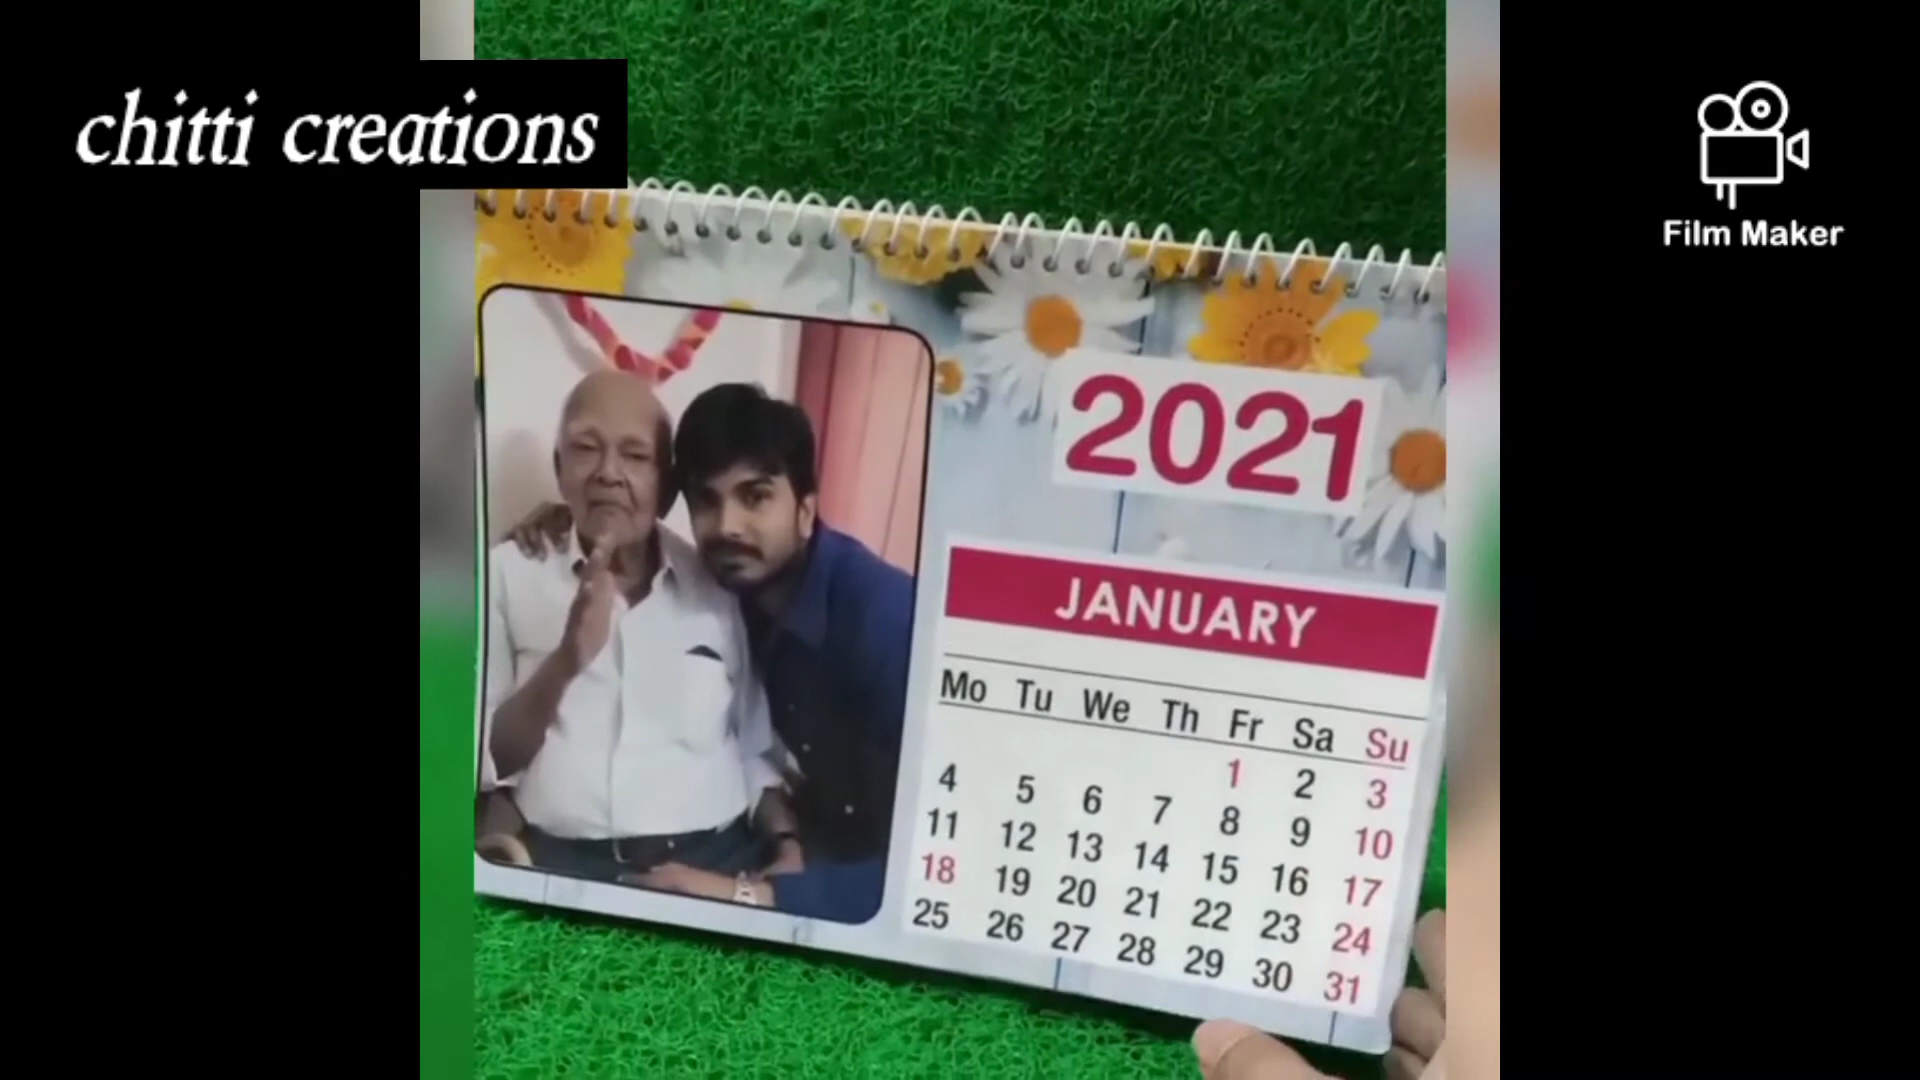 chitti creations
Film Maker
2021
JANUARY
Mo Tu We Th Fr Sa Su
1 2 3
4 5 6 7 8 9 10
11 12 13 14 15 16 17
18 19 20 21 22 23 24
25 26 27 28 29 30 31